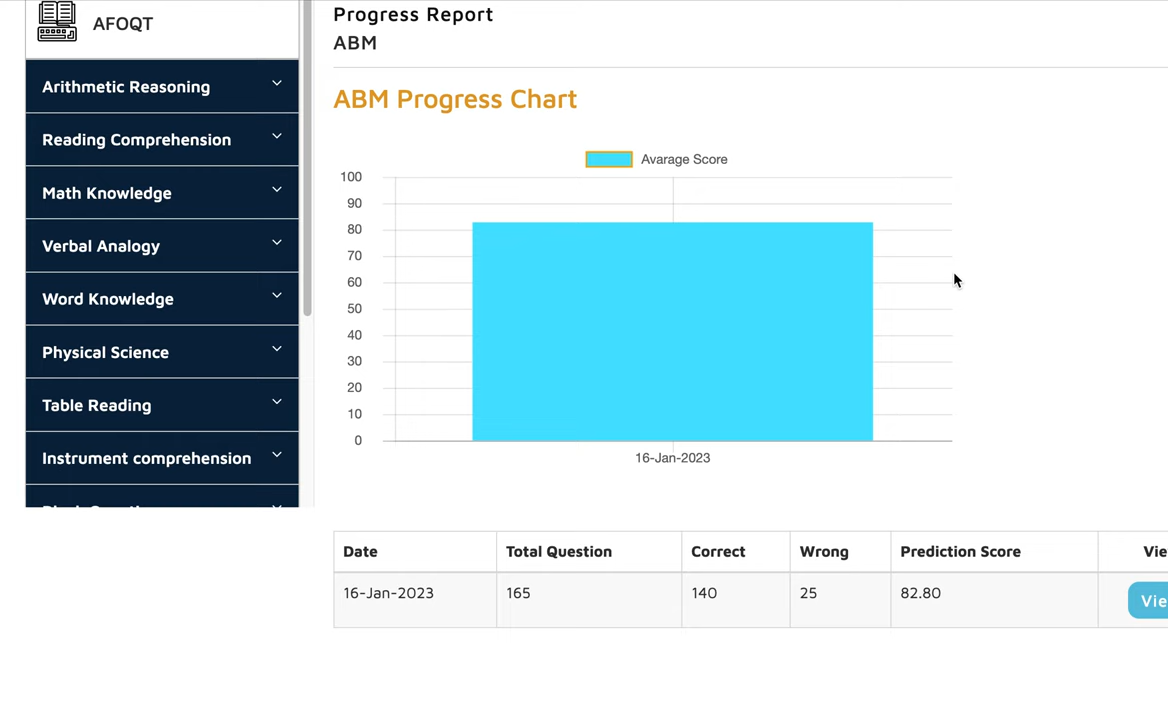 AFOQT
Arithmetic Reasoning
Reading Comprehension
Math Knowledge
Verbal Analogy
Word Knowledge
Physical Science
Table Reading
Instrument comprehension
Progress Report
ABM
ABM Progress Chart
Avarage Score
100
90
80
70
60
50
40
30
20
10
0
16-Jan-2023
Date Total Question Correct Wrong Prediction Score Vie
16-Jan-2023 165 140 25 82.80 Vie